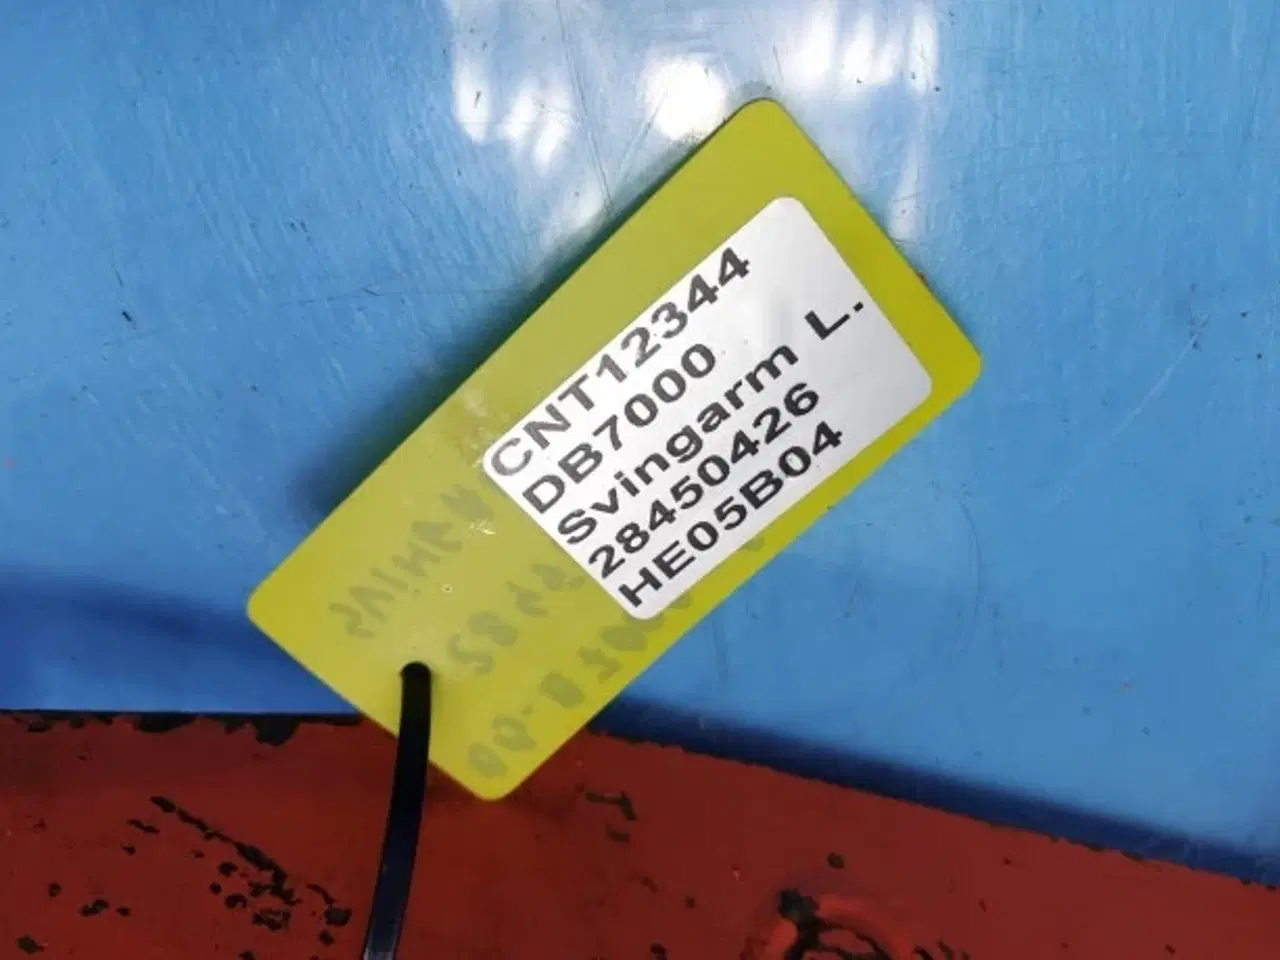 CNT12344
DB7000
Svingarm L.
28450426
HE05B04